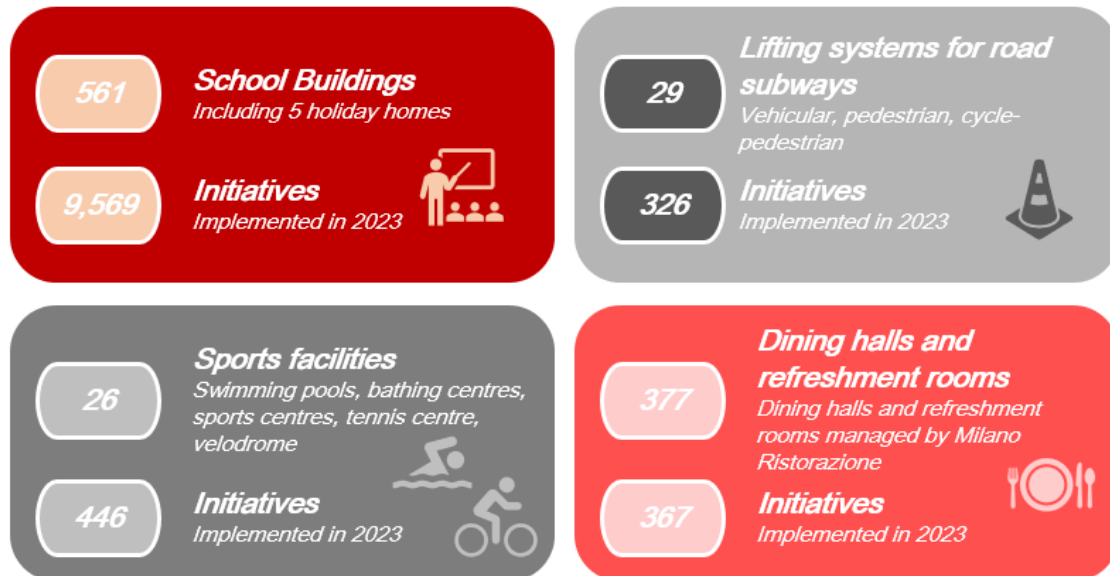 561
School Buildings
Including 5 holiday homes
9,569
Initiatives
Implemented in 2023
29
Lifting systems for road
subways
Vehicular, pedestrian, cycle-
pedestrian
326
Initiatives
Implemented in 2023
26
Sports facilities
Swimming pools, bathing centres,
sports centres, tennis centre,
velodrome
446
Initiatives
Implemented in 2023
377
Dining halls and
refreshment rooms
Dining halls and refreshment
rooms managed by Milano
Ristorazione
367
Initiatives
Implemented in 2023